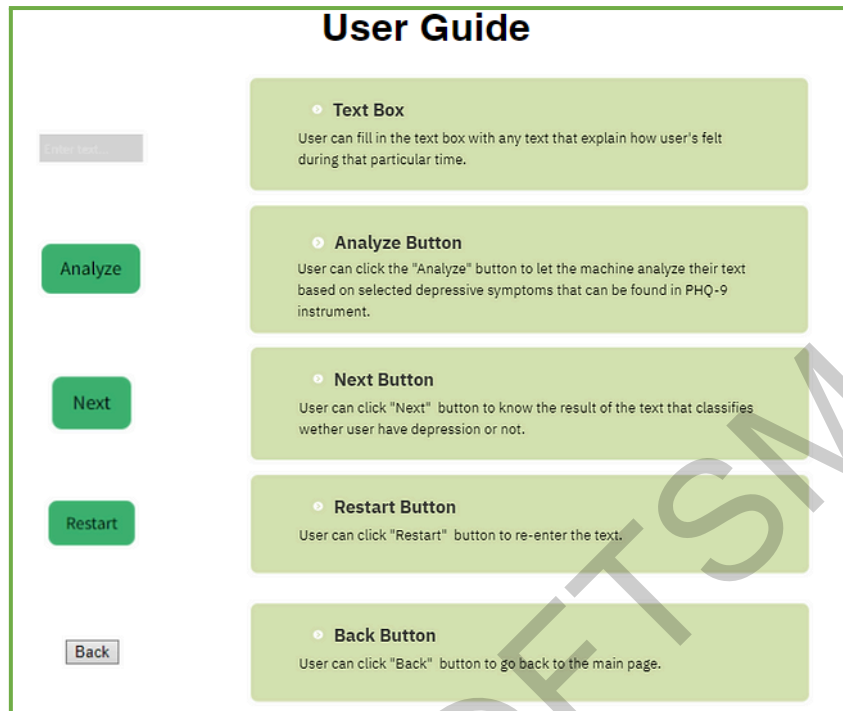 User Guide
Enter text...
Text Box
User can fill in the text box with any text that explain how user's felt
during that particular time.
Analyze
Analyze Button
User can click the "Analyze" button to let the machine analyze their text
based on selected depressive symptoms that can be found in PHQ-9
instrument.
Next
Next Button
User can click "Next" button to know the result of the text that classifies
wether user have depression or not.
Restart
Restart Button
User can click "Restart" button to re-enter the text.
Back
Back Button
User can click "Back" button to go back to the main page.
FTSM